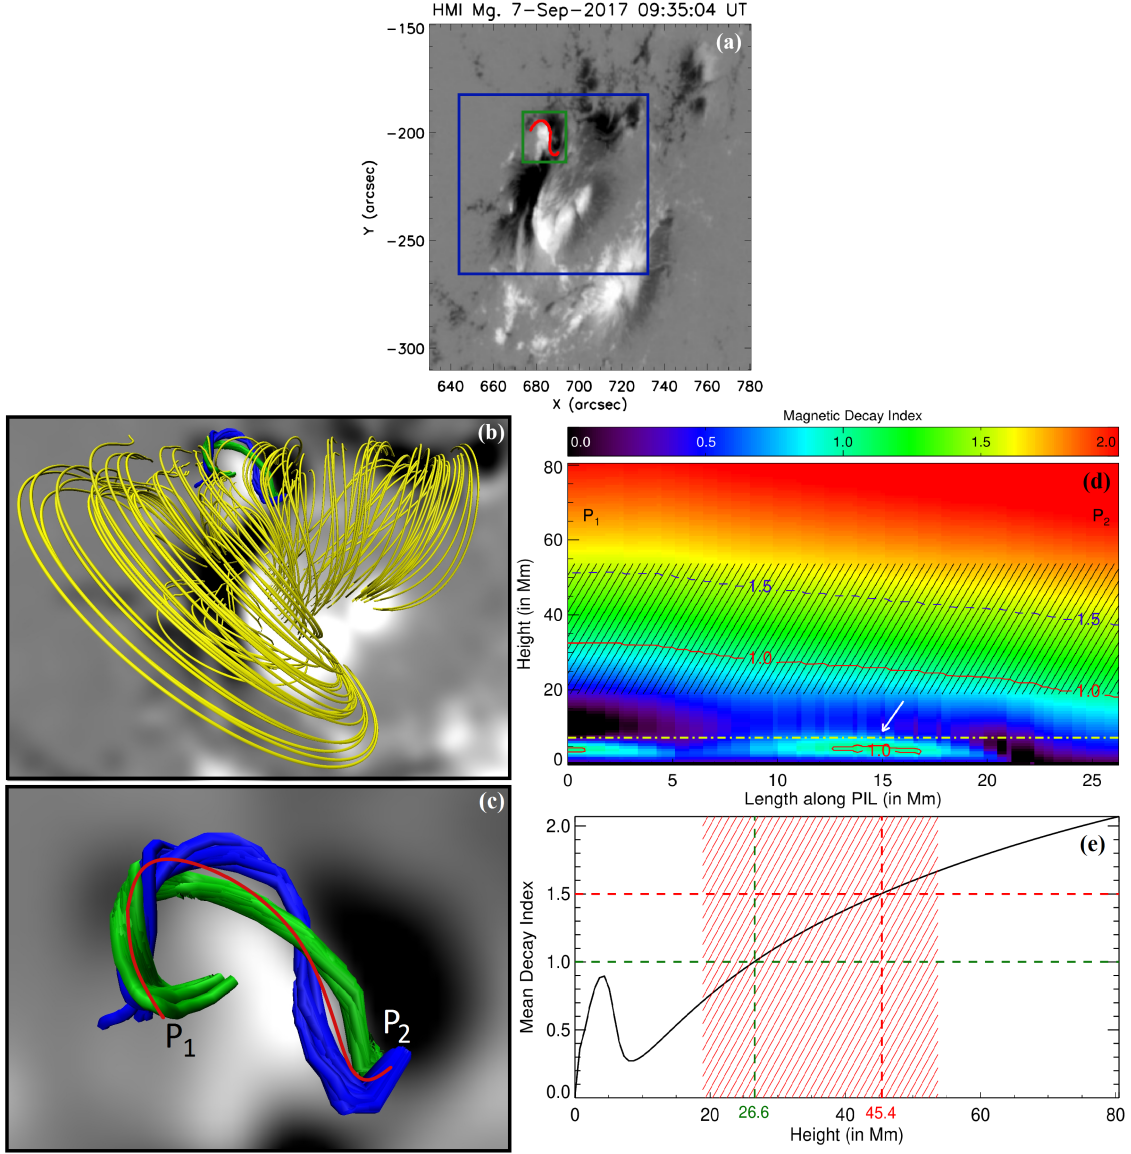 HMI Mg. 7-Sep-2017 09:35:04 UT
(a)
-150
-200
-250
-300
Y (arcsec)
640 660 680 700 720 740 760 780
X (arcsec)
(b)
(c)
P1
P2
Magnetic Decay Index
0.0 0.5 1.0 1.5 2.0
(d)
80
60
40
20
0
Height (in Mm)
P1
P2
1.5
1.5
1.0
1.0
1.0
0 5 10 15 20 25
Length along PIL (in Mm)
(e)
2.0
1.5
1.0
0.5
0.0
Mean Decay Index
0 20 40 60 80
26.6 45.4
Height (in Mm)